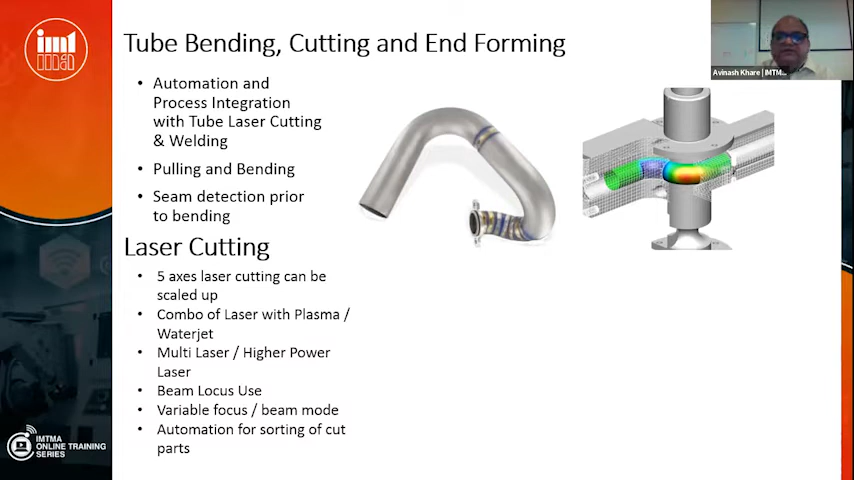 imt
ma
Tube Bending, Cutting and End Forming
• Automation and
Process Integration
with Tube Laser Cutting
& Welding
• Pulling and Bending
• Seam detection prior
to bending
Laser Cutting
• 5 axes laser cutting can be
scaled up
• Combo of Laser with Plasma /
Waterjet
• Multi Laser / Higher Power
Laser
• Beam Locus Use
• Variable focus / beam mode
• Automation for sorting of cut
parts
Avinash Khare | IMTM...
IMTMA
ONLINE TRAINING
SERIES